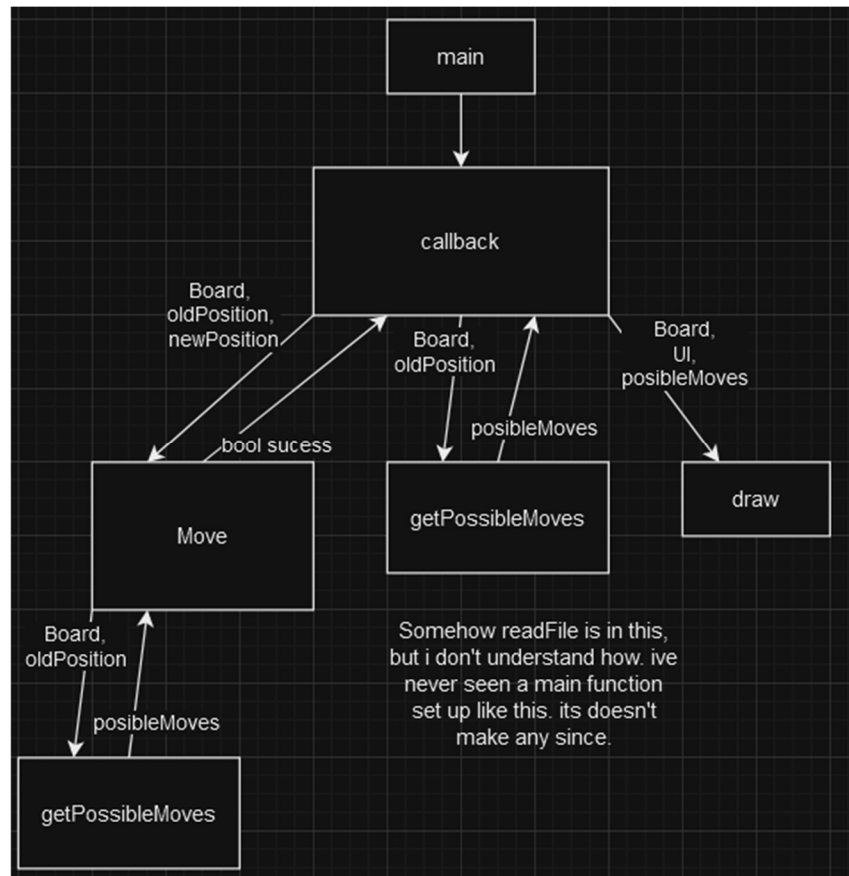 main
callback
Board,
oldPosition,
newPosition
Board,
oldPosition
Board,
UI,
posibleMoves
bool sucess
posibleMoves
Move
getPossibleMoves
draw
Board,
oldPosition
posibleMoves
getPossibleMoves
Somehow readFile is in this,
but i don't understand how. ive
never seen a main function
set up like this. its doesn't
make any since.